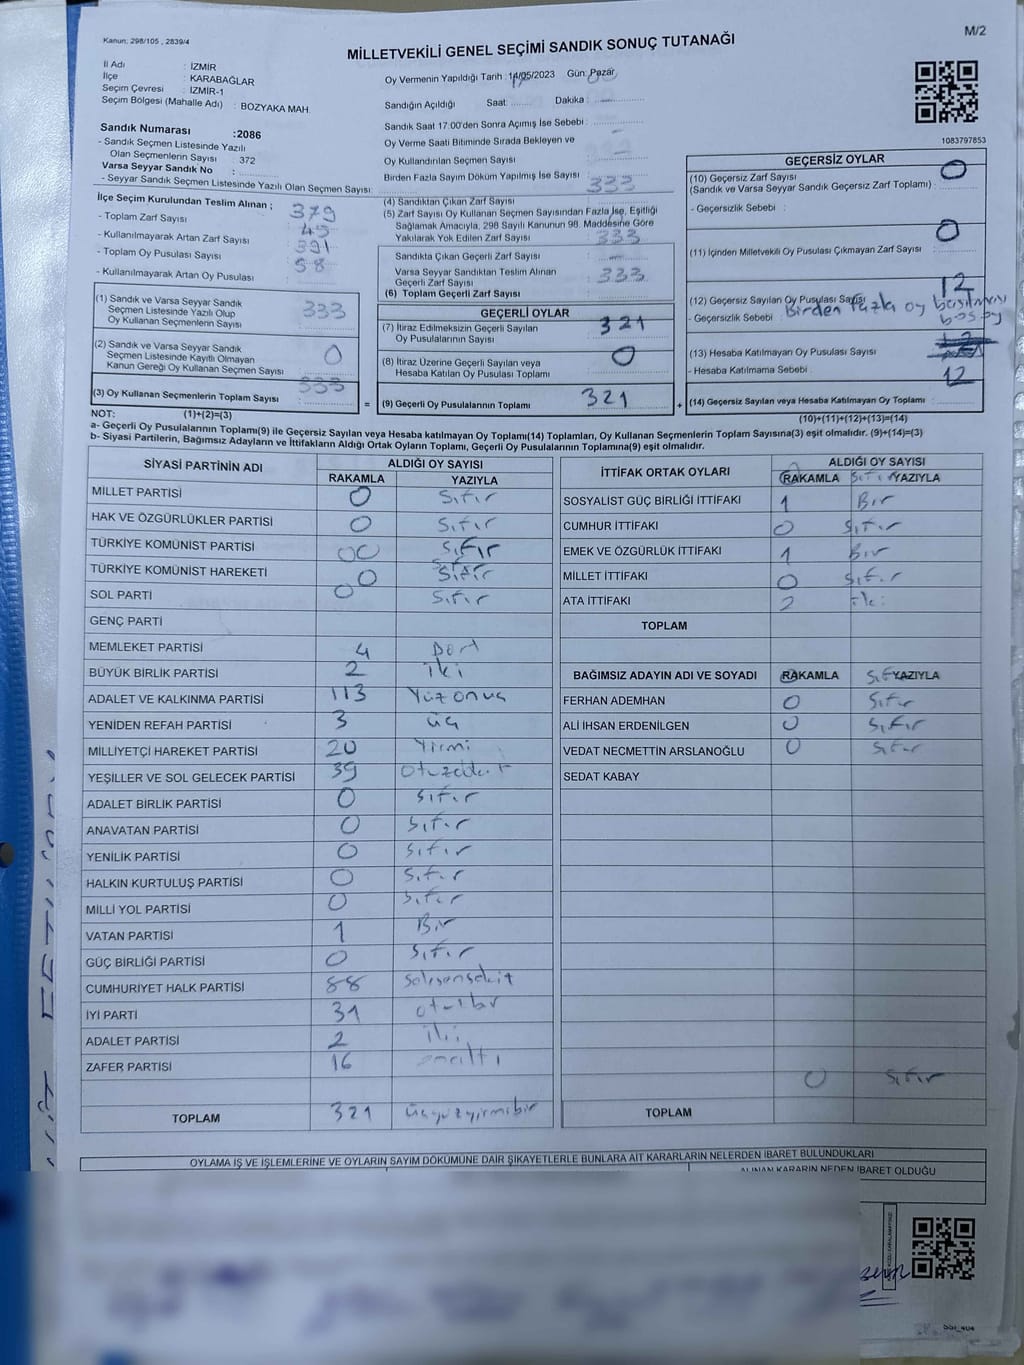 Kanun: 298/105 , 2839/4
M/2
MİLLETVEKİLİ GENEL SEÇİMİ SANDIK SONUÇ TUTANAĞI
İl Adı : İZMİR
İlçe : KARABAĞLAR
Seçim Çevresi : İZMİR-1
Seçim Bölgesi (Mahalle Adı) : BOZYAKA MAH.
Sandık Numarası :2086
- Sandık Seçmen Listesinde Yazılı
Olan Seçmenlerin Sayısı : 372
Varsa Seyyar Sandık No :
- Seyyar Sandık Seçmen Listesinde Yazılı Olan Seçmen Sayısı:
Oy Vermenin Yapıldığı Tarih : 14/05/2023 Gün: Pazar
Sandığın Açıldığı Saat: Dakika :
Sandık Saat 17:00'den Sonra Açılmış İse Sebebi :
Oy Verme Saati Bitiminde Sırada Bekleyen ve
Oy Kullandırılan Seçmen Sayısı
Birden Fazla Sayım Döküm Yapılmış İse Sayısı
1083797853
İlçe Seçim Kurulundan Teslim Alınan ;
- Toplam Zarf Sayısı 379
- Kullanılmayarak Artan Zarf Sayısı 45
- Toplam Oy Pusulası Sayısı 391
- Kullanılmayarak Artan Oy Pusulası 58
(1) Sandık ve Varsa Seyyar Sandık
Seçmen Listesinde Yazılı Olup
Oy Kullanan Seçmenlerin Sayısı 333
(2) Sandık ve Varsa Seyyar Sandık
Seçmen Listesinde Kayıtlı Olmayan
Kanun Gereği Oy Kullanan Seçmen Sayısı 0
(3) Oy Kullanan Seçmenlerin Toplam Sayısı 333
(4) Sandıktan Çıkan Zarf Sayısı 333
(5) Zarf Sayısı Oy Kullanan Seçmen Sayısından Fazla İse, Eşitliği
Sağlamak Amacıyla, 298 Sayılı Kanunun 98. Maddesine Göre
Yakılarak Yok Edilen Zarf Sayısı
Sandıkta Çıkan Geçerli Zarf Sayısı 333
Varsa Seyyar Sandıktan Teslim Alınan
Geçerli Zarf Sayısı
(6) Toplam Geçerli Zarf Sayısı 333
GEÇERLİ OYLAR
(7) İtiraz Edilmeksizin Geçerli Sayılan
Oy Pusulasının Sayısı 321
(8) İtiraz Üzerine Geçerli Sayılan veya
Hesaba Katılan Oy Pusulası Toplamı 0
= (9) Geçerli Oy Pusulalarının Toplamı 321 +
GEÇERSİZ OYLAR
(10) Geçersiz Zarf Sayısı
(Sandık ve Varsa Seyyar Sandık Geçersiz Zarf Toplamı) : 0
- Geçersizlik Sebebi :
(11) İçinden Milletvekili Oy Pusulası Çıkmayan Zarf Sayısı 0
(12) Geçersiz Sayılan Oy Pusulası Sayısı 12
- Geçersizlik Sebebi Birden fazla oy basılması
boş oy
(13) Hesaba Katılmayan Oy Pusulası Sayısı
- Hesaba Katılmama Sebebi
(14) Geçersiz Sayılan veya Hesaba Katılmayan Oy Toplamı 12
NOT: (1)+(2)=(3)
(10)+(11)+(12)+(13)=(14)
a- Geçerli Oy Pusulalarının Toplamı(9) ile Geçersiz Sayılan veya Hesaba katılmayan Oy Toplamı(14) Toplamları, Oy Kullanan Seçmenlerin Toplam Sayısına(3) eşit olmalıdır. (9)+(14)=(3)
b- Siyasi Partilerin, Bağımsız Adayların ve İttifakların Aldığı Ortak Oyların Toplamı, Geçerli Oy Pusulalarının Toplamına(9) eşit olmalıdır.
SİYASİ PARTİNİN ADI ALDIĞI OY SAYISI
RAKAMLA YAZIYLA
MİLLET PARTİSİ 0 Sıfır
HAK VE ÖZGÜRLÜKLER PARTİSİ 0 Sıfır
TÜRKİYE KOMÜNİST PARTİSİ 00 Sıfır
TÜRKİYE KOMÜNİST HAREKETİ 0 Sıfır
SOL PARTİ 0 Sıfır
GENÇ PARTİ
MEMLEKET PARTİSİ 4 Dört
BÜYÜK BİRLİK PARTİSİ 2 iki
ADALET VE KALKINMA PARTİSİ 113 Yüz onüç
YENİDEN REFAH PARTİSİ 3 üç
MİLLİYETÇİ HAREKET PARTİSİ 20 Yirmi
YEŞİLLER VE SOL GELECEK PARTİSİ 39
ADALET BİRLİK PARTİSİ 0 Sıfır
ANAVATAN PARTİSİ 0 Sıfır
YENİLİK PARTİSİ 0 Sıfır
HALKIN KURTULUŞ PARTİSİ 0 Sıfır
MİLLİ YOL PARTİSİ 0 Sıfır
VATAN PARTİSİ 1 Bir
GÜÇ BİRLİĞİ PARTİSİ 0 Sıfır
CUMHURİYET HALK PARTİSİ 88 Seksensekiz
İYİ PARTİ 31 otuzbir
ADALET PARTİSİ 2 iki
ZAFER PARTİSİ 16 onaltı
TOPLAM 321 üçyüzyirmibir
İTTİFAK ORTAK OYLARI ALDIĞI OY SAYISI
0 RAKAMLA Sıfır YAZIYLA
SOSYALİST GÜÇ BİRLİĞİ İTTİFAKI 1 Bir
CUMHUR İTTİFAKI 0 Sıfır
EMEK VE ÖZGÜRLÜK İTTİFAKI 1 Bir
MİLLET İTTİFAKI 0 Sıfır
ATA İTTİFAKI 2 iki
TOPLAM
BAĞIMSIZ ADAYIN ADI VE SOYADI 0 RAKAMLA YAZIYLA
FERHAN ADEMHAN 0 Sıfır
ALİ İHSAN ERDENİLGEN 0 Sıfır
VEDAT NECMETTİN ARSLANOĞLU 0 Sıfır
SEDAT KABAY
0 Sıfır
TOPLAM
OYLAMA İŞ VE İŞLEMLERİNE VE OYLARIN SAYIM DÖKÜMÜNE DAİR ŞİKAYETLERLE BUNLARA AİT KARARLARIN NELERDEN İBARET BULUNDUKLARI
ALINAN KARARIN NEDEN İBARET OLDUĞU